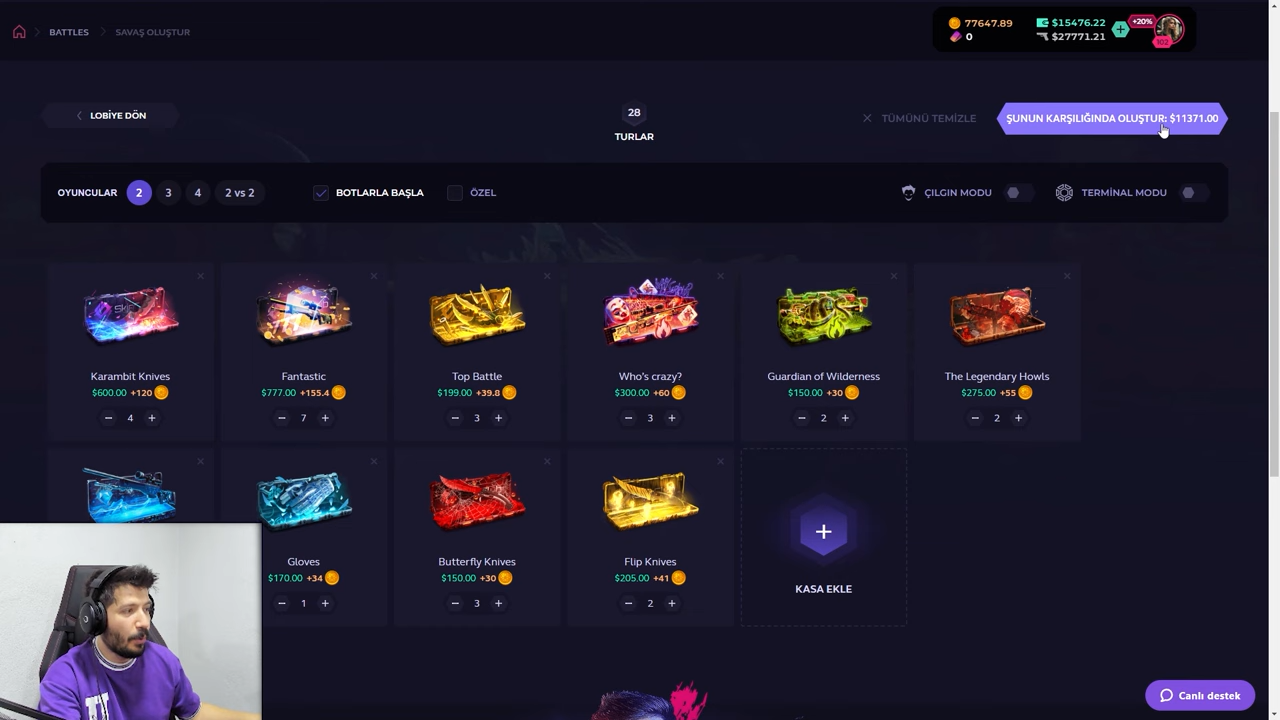 BATTLES
SAVAŞ OLUŞTUR
77647.89
$15476.22
+20%
0
$27771.21
102
LOBİYE DÖN
28
TURLAR
TÜMÜNÜ TEMİZLE
ŞUNUN KARŞILIĞINDA OLUŞTUR: $11371.00
OYUNCULAR 2 3 4 2 vs 2
BOTLARLA BAŞLA
ÖZEL
ÇILGIN MODU
TERMİNAL MODU
Karambit Knives
$600.00 +120
4
Fantastic
$777.00 +155.4
7
Top Battle
$199.00 +39.8
3
Who's crazy?
$300.00 +60
3
Guardian of Wilderness
$150.00 +30
2
The Legendary Howls
$275.00 +55
2
Gloves
$170.00 +34
1
Butterfly Knives
$150.00 +30
3
Flip Knives
$205.00 +41
2
KASA EKLE
Canlı destek